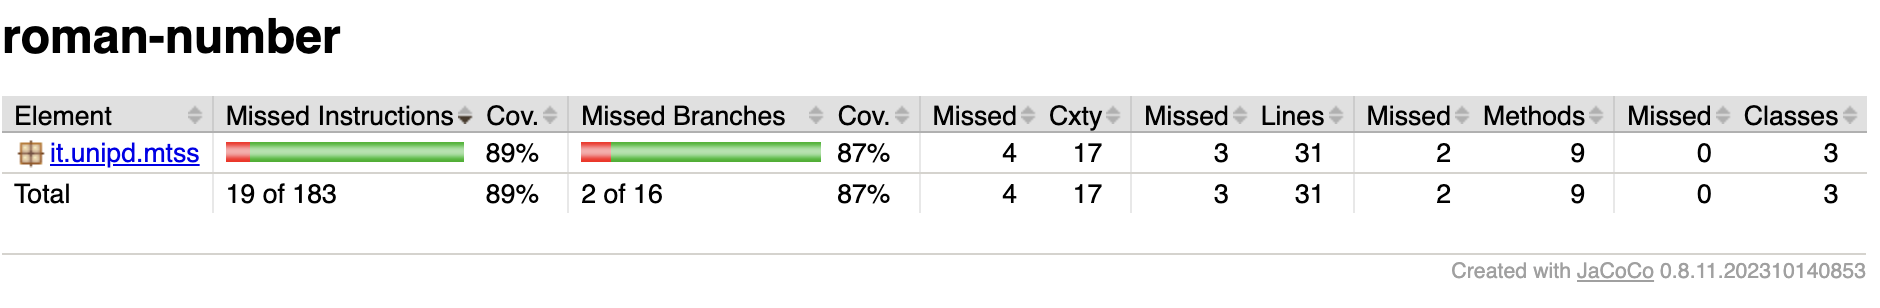 roman-number
Element Missed Instructions Cov. Missed Branches Cov. Missed Cxty Missed Lines Missed Methods Missed Classes
it.unipd.mtss 89% 87% 4 17 3 31 2 9 0 3
Total 19 of 183 89% 2 of 16 87% 4 17 3 31 2 9 0 3
Created with JaCoCo 0.8.11.202310140853